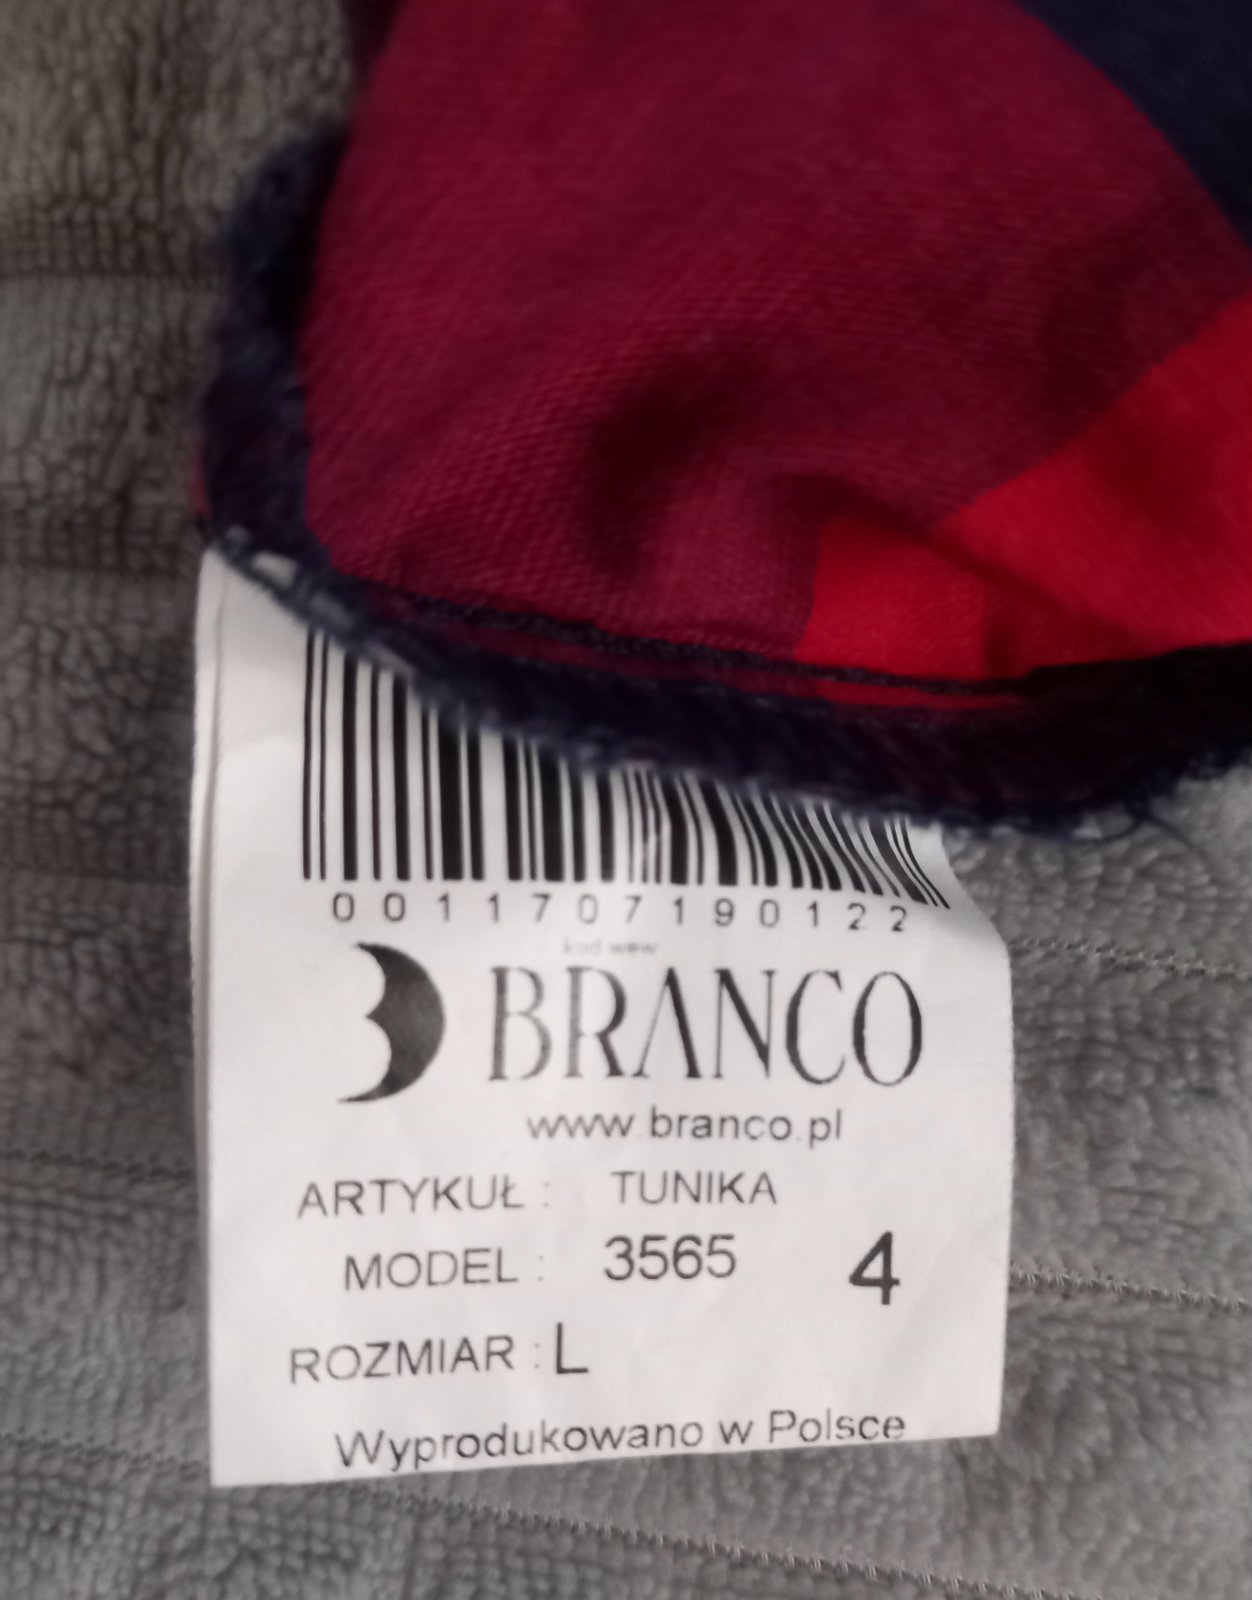 0011707190122
kod wew
BRANCO
www.branco.pl
ARTYKUŁ : TUNIKA
MODEL : 3565 4
ROZMIAR : L
Wyprodukowano w Polsce